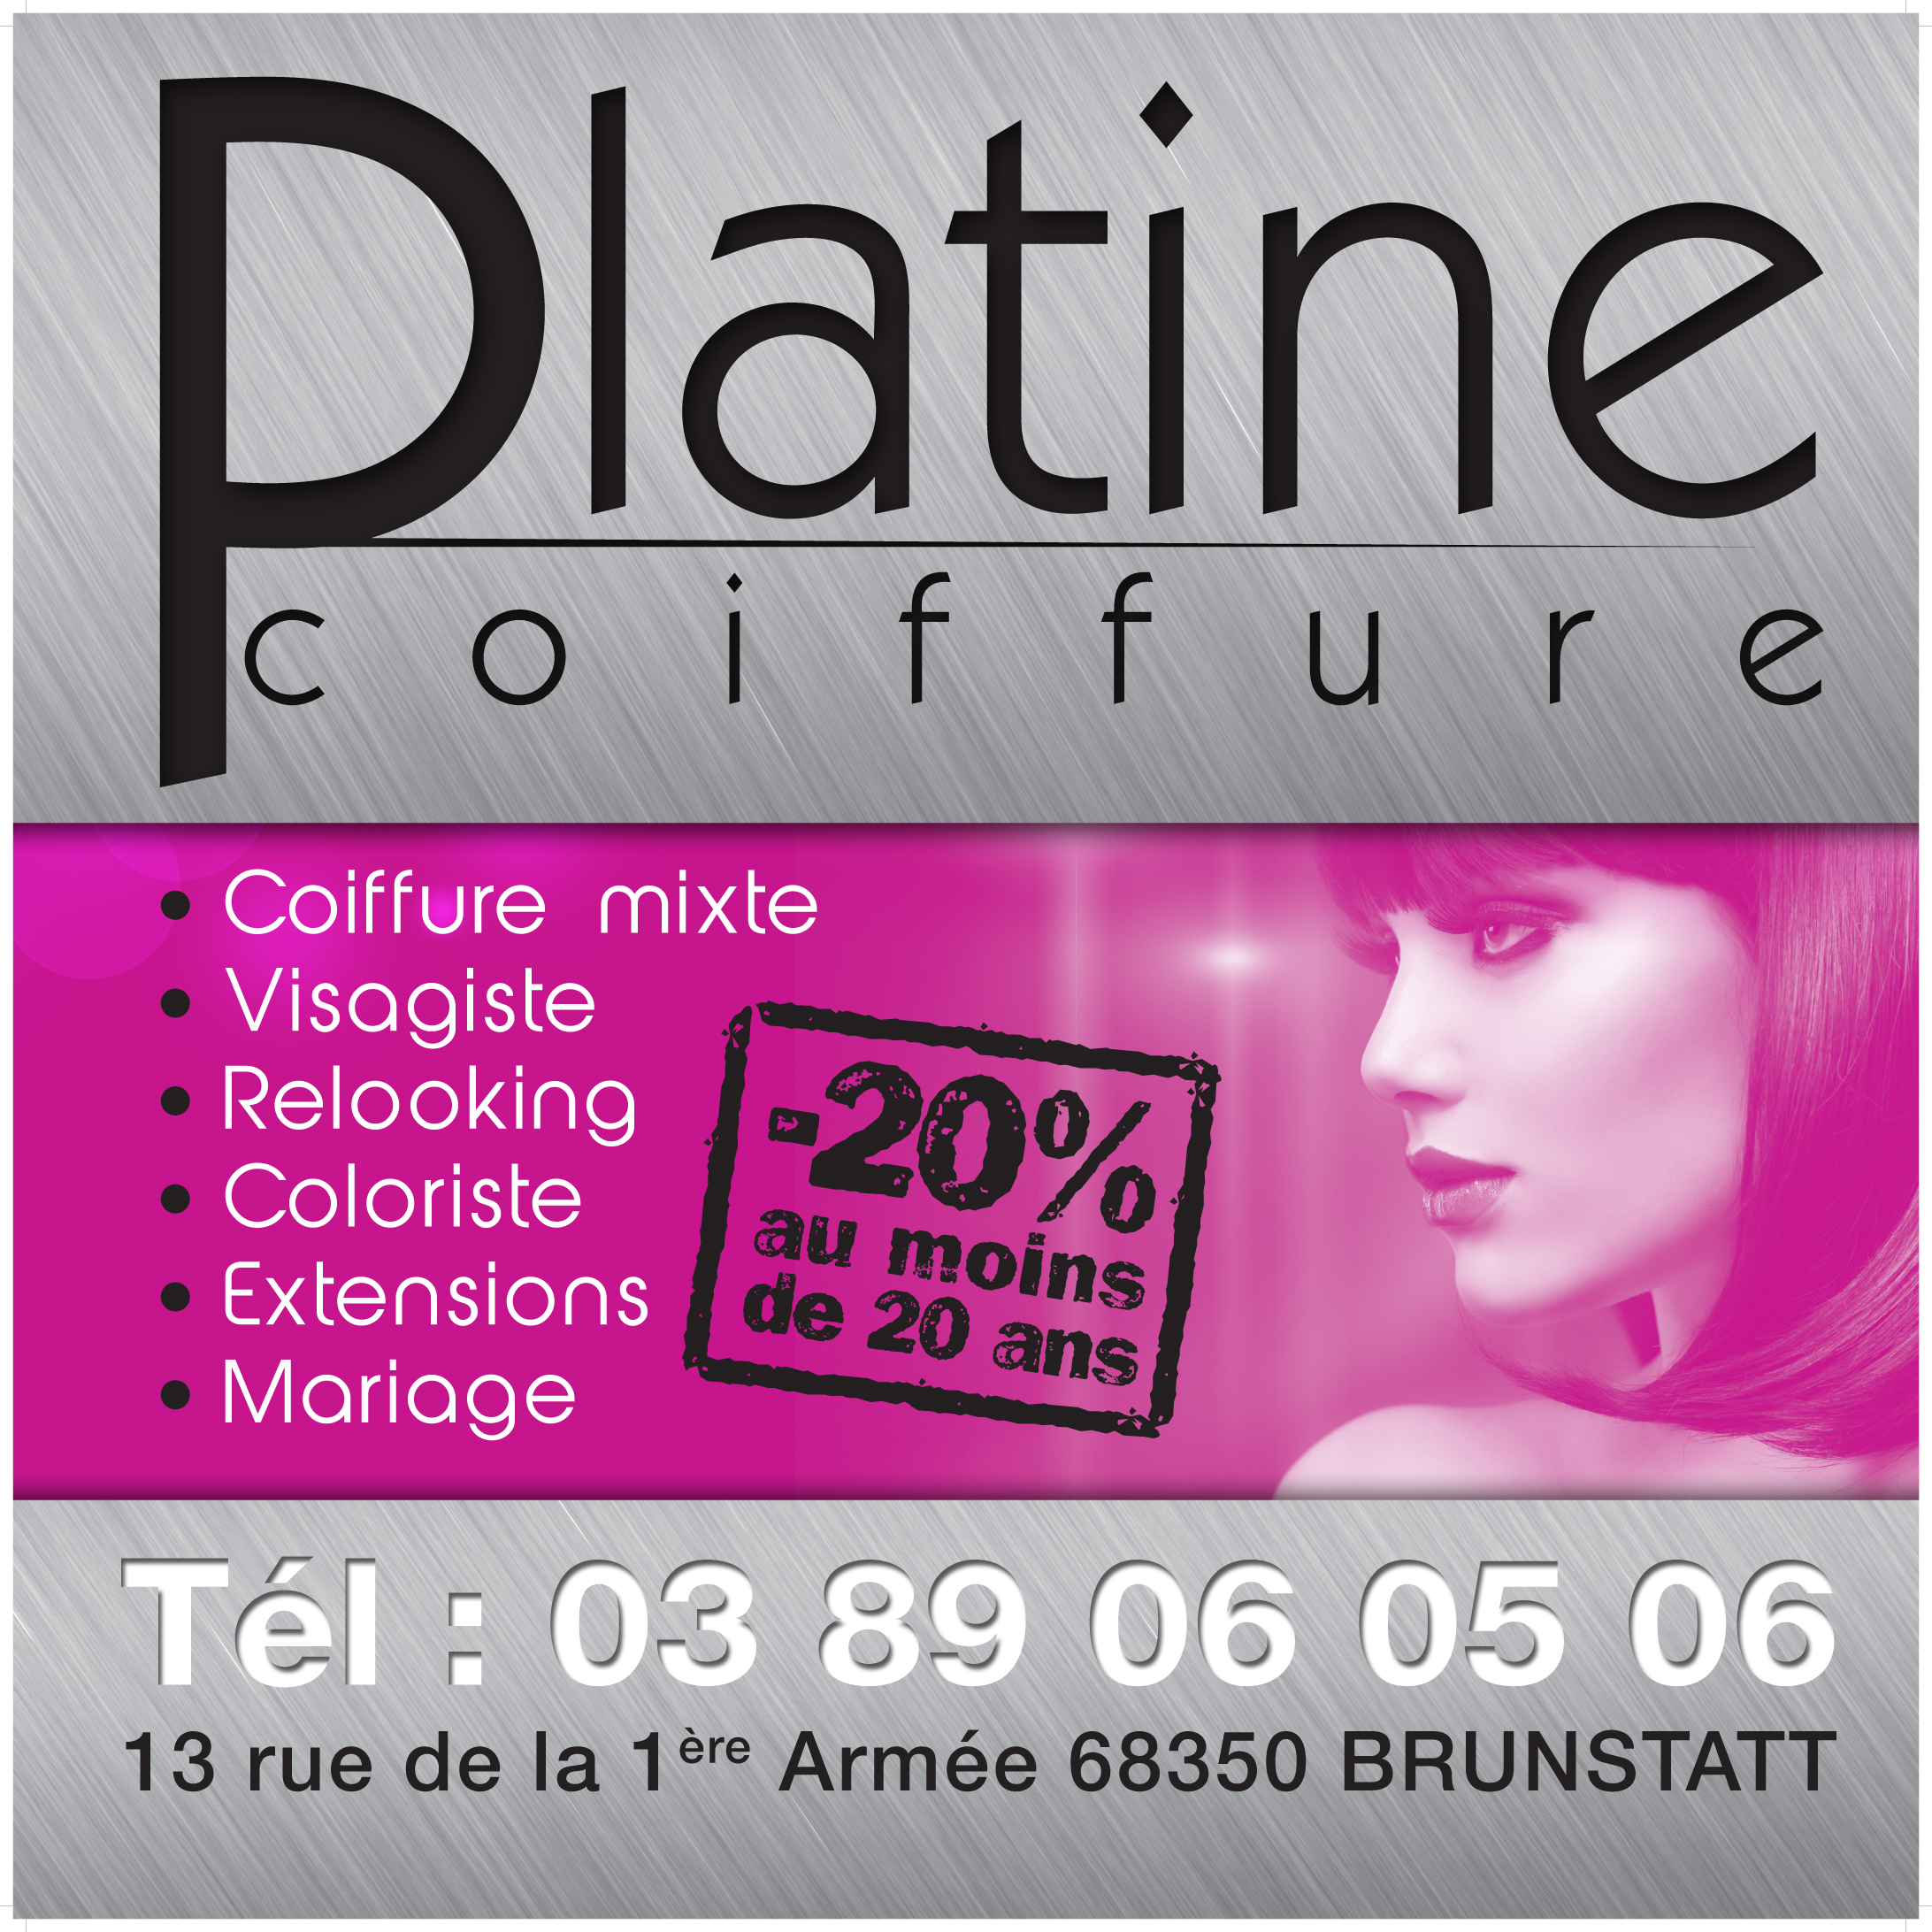 Platine
coiffure
• Coiffure mixte
• Visagiste
• Relooking
• Coloriste
• Extensions
• Mariage
-20%
au moins
de 20 ans
Tél : 03 89 06 05 06
13 rue de la 1ère Armée 68350 BRUNSTATT